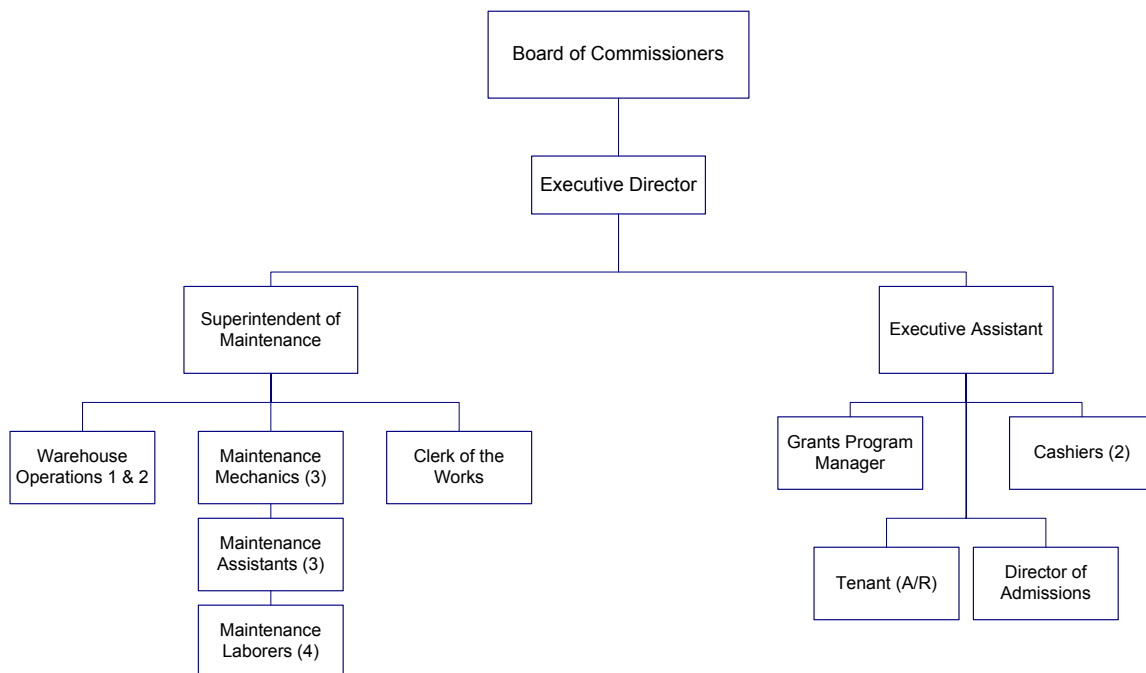 Board of Commissioners
Executive Director
Superintendent of
Maintenance
Executive Assistant
Warehouse
Operations 1 & 2
Maintenance
Mechanics (3)
Clerk of the
Works
Grants Program
Manager
Cashiers (2)
Maintenance
Assistants (3)
Tenant (A/R)
Director of
Admissions
Maintenance
Laborers (4)